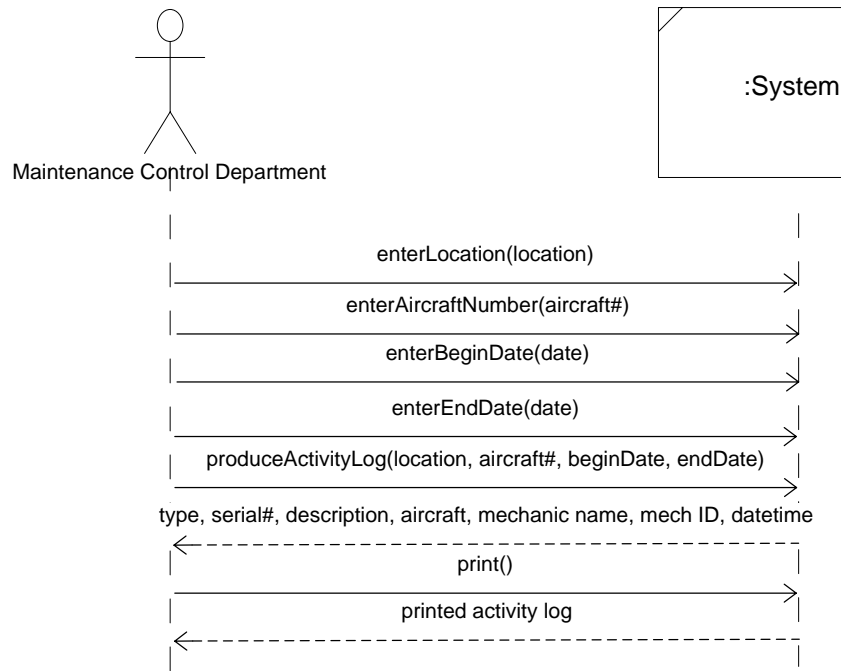 :System
Maintenance Control Department
enterLocation(location)
enterAircraftNumber(aircraft#)
enterBeginDate(date)
enterEndDate(date)
produceActivityLog(location, aircraft#, beginDate, endDate)
type, serial#, description, aircraft, mechanic name, mech ID, datetime
print()
printed activity log